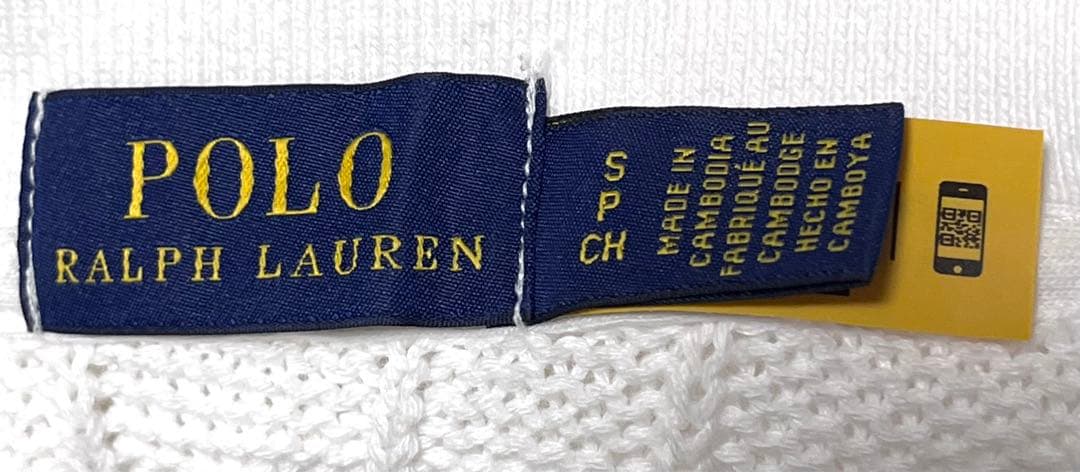 POLO
RALPH LAUREN
S
P
CH
MADE IN
CAMBODIA
FABRIQUÉ AU
CAMBODGE
HECHO EN
CAMBOYA